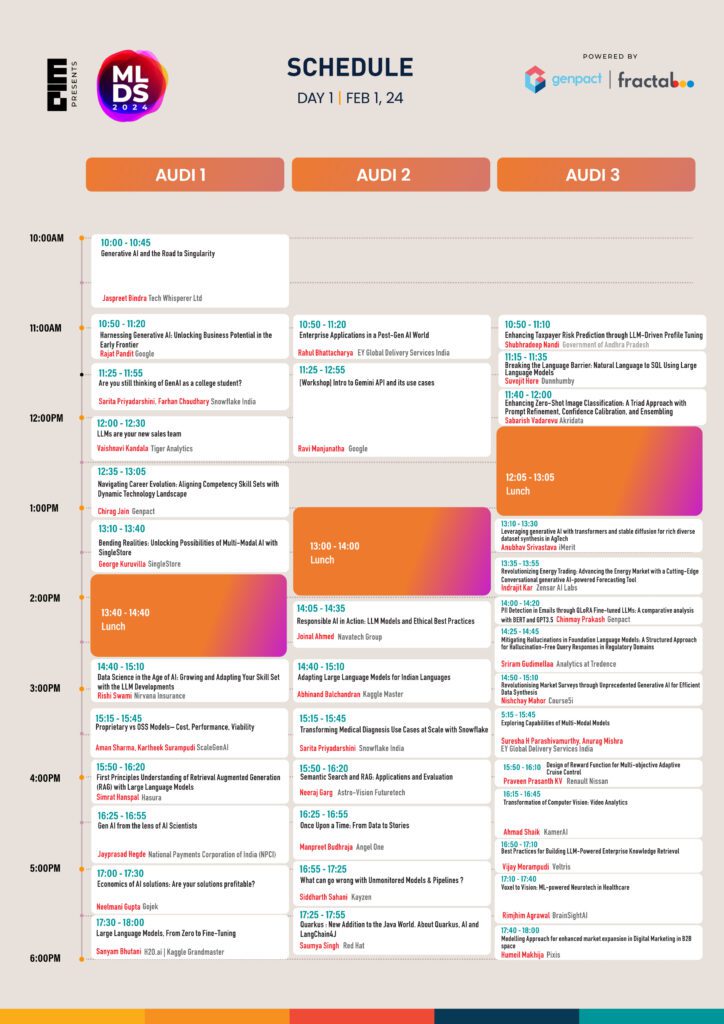 AIM
PRESENTS
ML
DS
2024
SCHEDULE
DAY 1 | FEB 1, 24
POWERED BY
genpact | fractal
AUDI 1
AUDI 2
AUDI 3
10:00AM
11:00AM
12:00PM
1:00PM
2:00PM
3:00PM
4:00PM
5:00PM
6:00PM
10:00 - 10:45
Generative AI and the Road to Singularity
Jaspreet Bindra Tech Whisperer Ltd
10:50 - 11:20
Harnessing Generative AI: Unlocking Business Potential in the
Early Frontier
Rajat Pandit Google
11:25 - 11:55
Are you still thinking of GenAI as a college student?
Sarita Priyadarshini, Farhan Choudhary Snowflake India
12:00 - 12:30
LLMs are your new sales team
Vaishnavi Kandala Tiger Analytics
12:35 - 13:05
Navigating Career Evolution: Aligning Competency Skill Sets with
Dynamic Technology Landscape
Chirag Jain Genpact
13:10 - 13:40
Bending Realities: Unlocking Possibilities of Multi-Modal AI with
SingleStore
George Kuruvilla SingleStore
13:40 - 14:40
Lunch
14:40 - 15:10
Data Science in the Age of AI: Growing and Adapting Your Skill Set
with the LLM Developments
Rishi Swami Nirvana Insurance
15:15 - 15:45
Proprietary vs OSS Models— Cost, Performance, Viability
Aman Sharma, Kartheek Surampudi ScaleGenAI
15:50 - 16:20
First Principles Understanding of Retrieval Augmented Generation
(RAG) with Large Language Models
Simrat Hanspal Hasura
16:25 - 16:55
Gen AI from the lens of AI Scientists
Jayprasad Hegde National Payments Corporation of India (NPCI)
17:00 - 17:30
Economics of AI solutions: Are your solutions profitable?
Neelmani Gupta Gojek
17:30 - 18:00
Large Language Models, From Zero to Fine-Tuning
Sanyam Bhutani H2O.ai | Kaggle Grandmaster
10:50 - 11:20
Enterprise Applications in a Post-Gen AI World
Rahul Bhattacharya EY Global Delivery Services India
11:25 - 12:55
[Workshop] Intro to Gemini API and its use cases
Ravi Manjunatha Google
13:00 - 14:00
Lunch
14:05 - 14:35
Responsible AI in Action: LLM Models and Ethical Best Practices
Joinal Ahmed Navatech Group
14:40 - 15:10
Adapting Large Language Models for Indian Languages
Abhinand Balchandran Kaggle Master
15:15 - 15:45
Transforming Medical Diagnosis Use Cases at Scale with Snowflake
Sarita Priyadarshini Snowflake India
15:50 - 16:20
Semantic Search and RAG: Applications and Evaluation
Neeraj Garg Astro-Vision Futuretech
16:25 - 16:55
Once Upon a Time: From Data to Stories
Manpreet Budhraja Angel One
16:55 - 17:25
What can go wrong with Unmonitored Models & Pipelines ?
Siddharth Sahani Kayzen
17:25 - 17:55
Quarkus : New Addition to the Java World. About Quarkus, AI and
LangChain4J
Saumya Singh Red Hat
10:50 - 11:10
Enhancing Taxpayer Risk Prediction through LLM-Driven Profile Tuning
Shubhradeep Nandi Government of Andhra Pradesh
11:15 - 11:35
Breaking the Language Barrier: Natural Language to SQL Using Large
Language Models
Suvojit Hore Dunnhumby
11:40 - 12:00
Enhancing Zero-Shot Image Classification: A Triad Approach with
Prompt Refinement, Confidence Calibration, and Ensembling
Sabarish Vadarevu Akridata
12:05 - 13:05
Lunch
13:10 - 13:30
Leveraging generative AI with transformers and stable diffusion for rich diverse
dataset synthesis in AgTech
Anubhav Srivastava iMerit
13:35 - 13:55
Revolutionizing Energy Trading: Advancing the Energy Market with a Cutting-Edge
Conversational generative AI-powered Forecasting Tool
Indrajit Kar Zensar AI Labs
14:00 - 14:20
PII Detection in Emails through QLoRA Fine-tuned LLMs: A comparative analysis
with BERT and GPT3.5 Chinmay Prakash Genpact
14:25 - 14:45
Mitigating Hallucinations in Foundation Language Models: A Structured Approach
for Hallucination-Free Query Responses in Regulatory Domains
Sriram Gudimellaa Analytics at Tredence
14:50 - 15:10
Revolutionising Market Surveys through Unprecedented Generative AI for Efficient
Data Synthesis
Nishchay Mahor Course5i
5:15 - 15:45
Exploring Capabilities of Multi-Modal Models
Suresha H Parashivamurthy, Anurag Mishra
EY Global Delivery Services India
15:50 - 16:10 Design of Reward Function for Multi-objective Adaptive
Cruise Control
Praveen Prasanth KV Renault Nissan
16:15 - 16:45
Transformation of Computer Vision: Video Analytics
Ahmad Shaik KamerAI
16:50 - 17:10
Best Practices for Building LLM-Powered Enterprise Knowledge Retrieval
Vijay Morampudi Veltris
17:10 - 17:40
Voxel to Vision: ML-powered Neurotech in Healthcare
Rimjhim Agrawal BrainSightAI
17:40 - 18:00
Modelling Approach for enhanced market expansion in Digital Marketing in B2B
space
Humeil Makhija Pixis